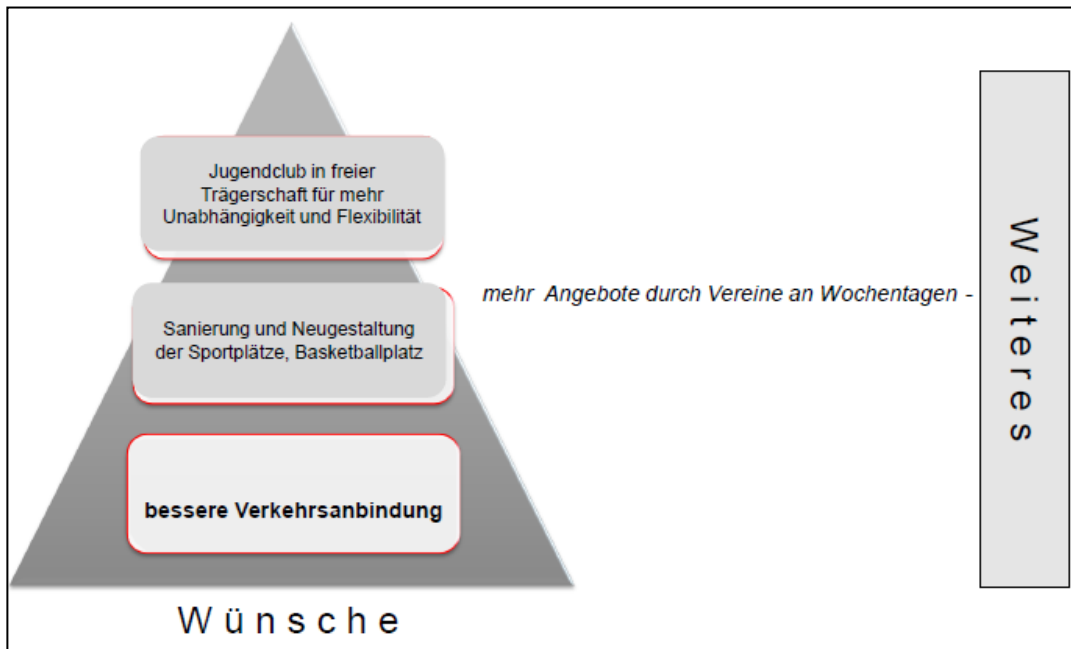 Jugendclub in freier
Trägerschaft für mehr
Unabhängigkeit und Flexibilität
Sanierung und Neugestaltung
der Sportplätze, Basketballplatz
bessere Verkehrsanbindung
Wünsche
mehr Angebote durch Vereine an Wochentagen -
Weiteres